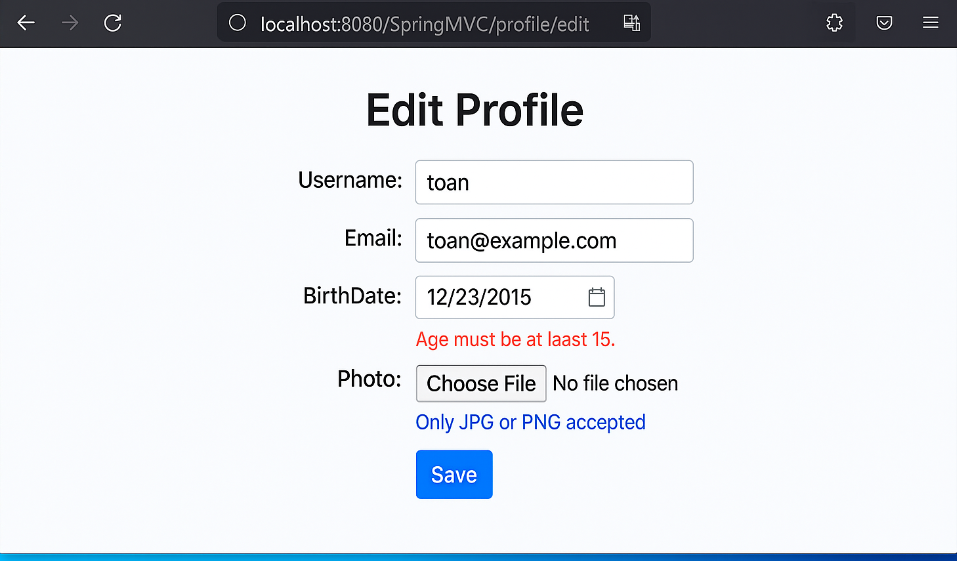 localhost:8080/SpringMVC/profile/edit
Edit Profile
Username: toan
Email: toan@example.com
BirthDate: 12/23/2015
Age must be at laaast 15.
Photo: Choose File No file chosen
Only JPG or PNG accepted
Save